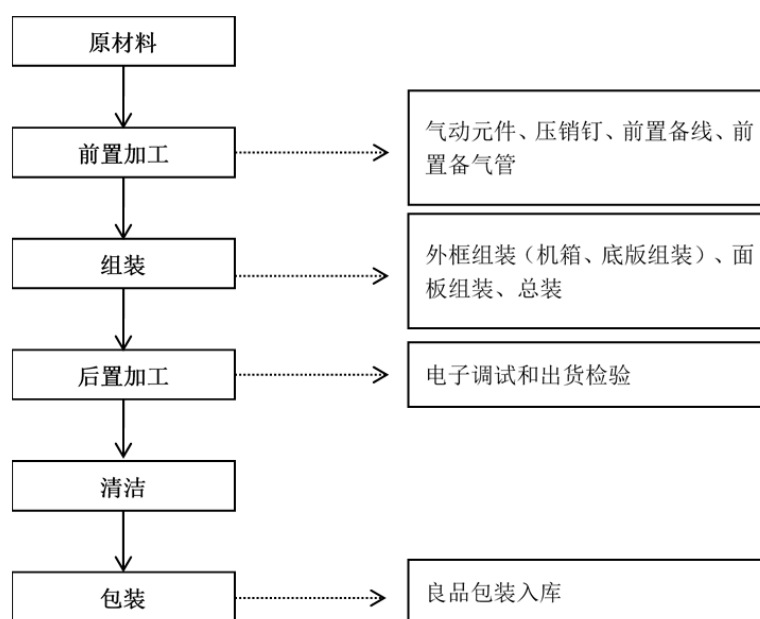 原材料
前置加工
气动元件、压销钉、前置备线、前
置备气管
组装
外框组装（机箱、底版组装）、面
板组装、总装
后置加工
电子调试和出货检验
清洁
包装
良品包装入库